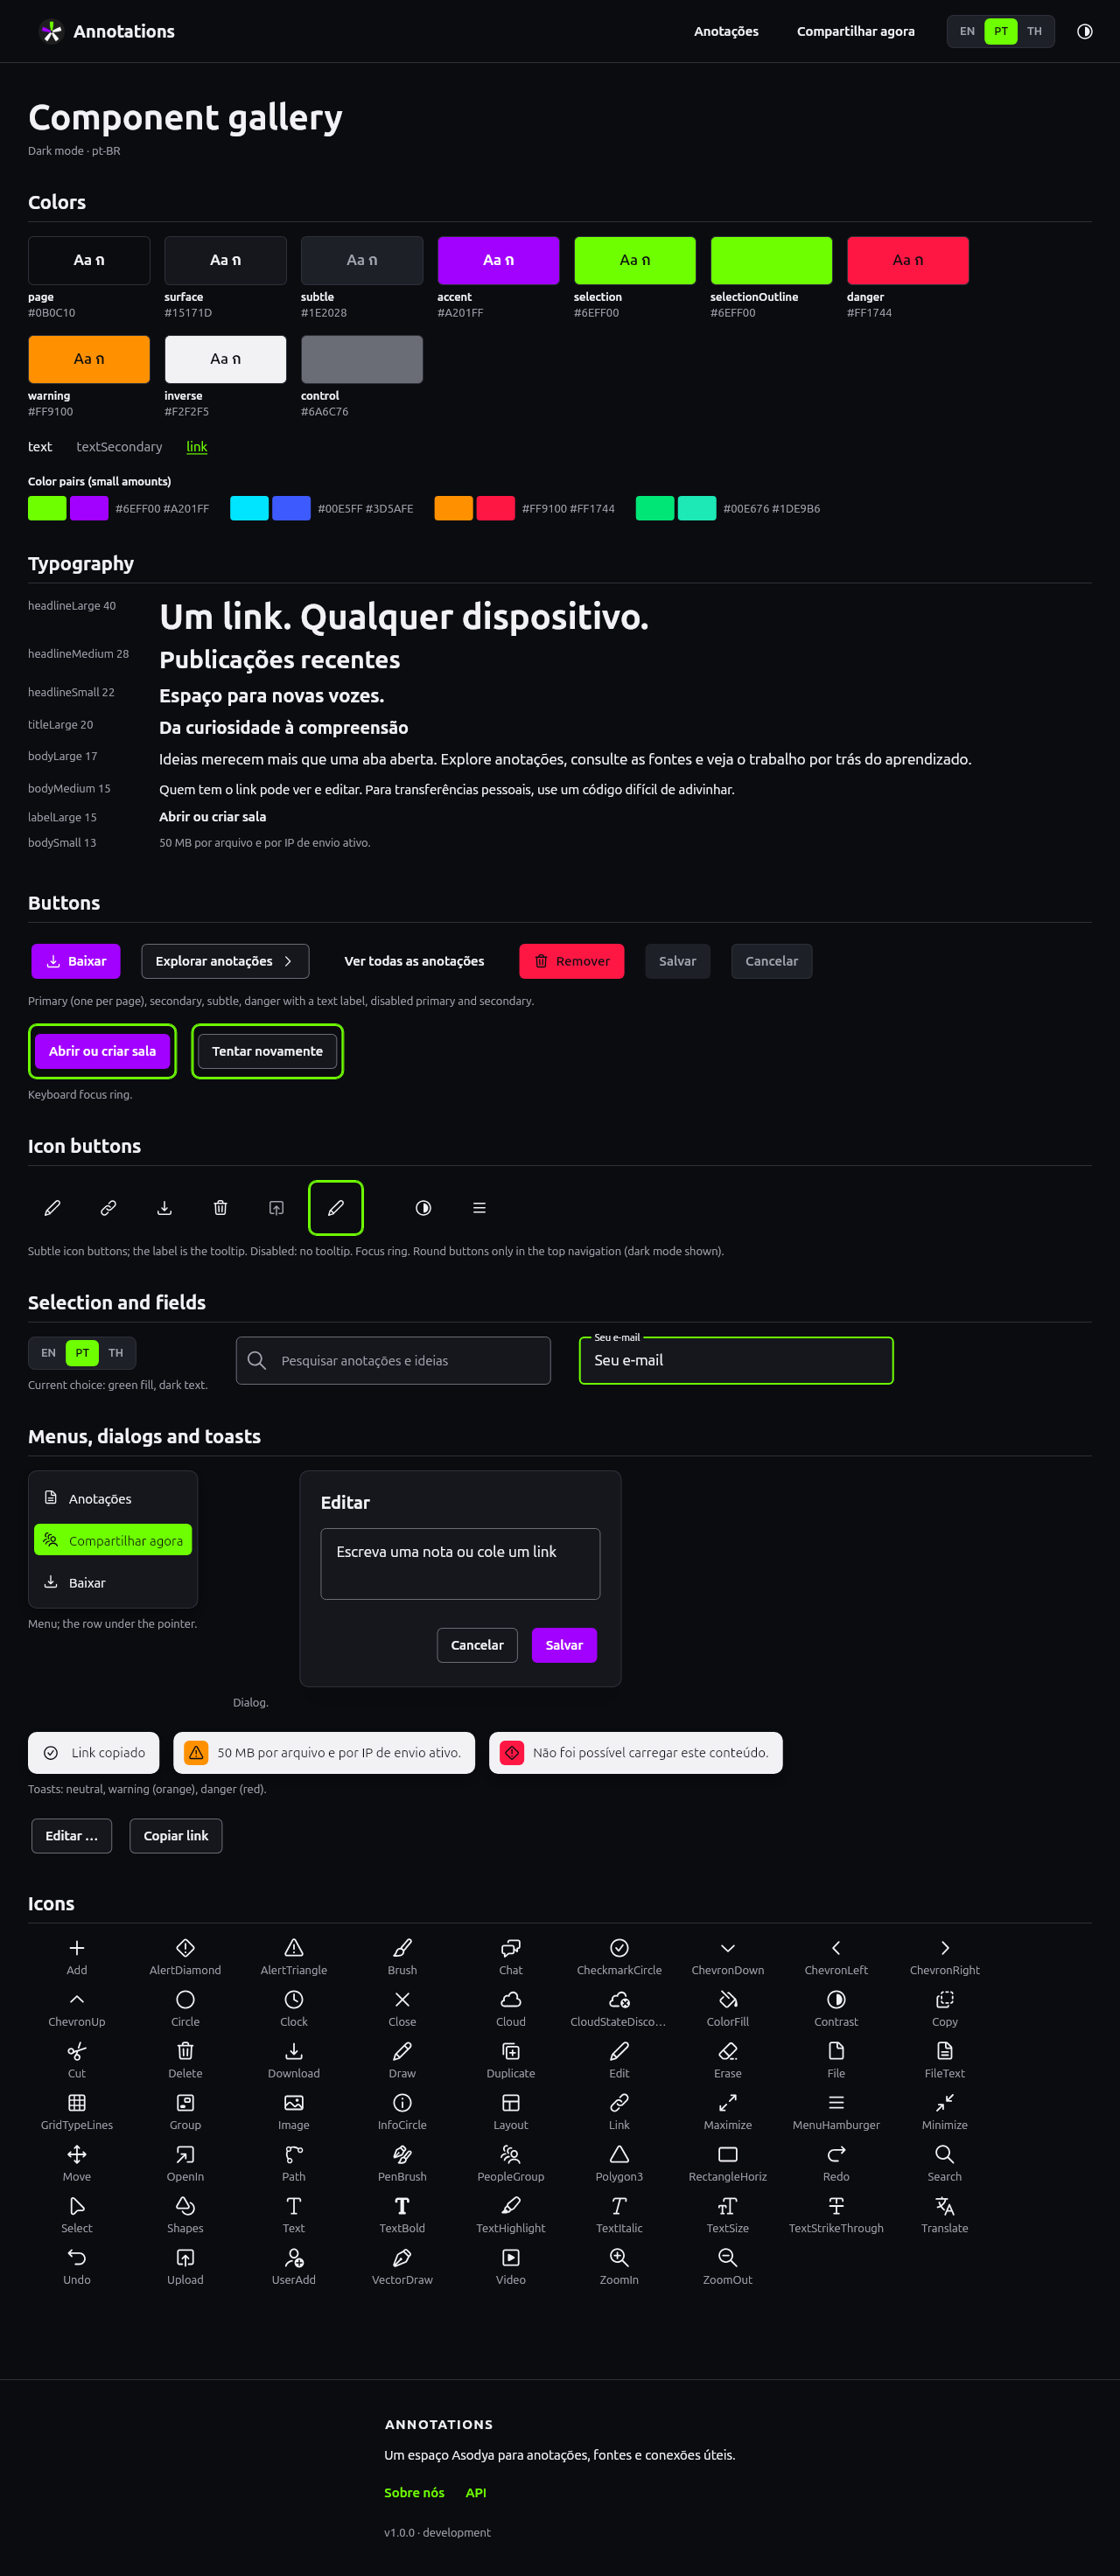 Annotations
Anotações Compartilhar agora EN PT TH
Component gallery
Dark mode · pt-BR
Colors
Aa ก Aa ก Aa ก Aa ก Aa ก Aa ก
page surface subtle accent selection selectionOutline danger
#0B0C10 #15171D #1E2028 #A201FF #6EFF00 #6EFF00 #FF1744
Aa ก Aa ก
warning inverse control
#FF9100 #F2F2F5 #6A6C76
text textSecondary link
Color pairs (small amounts)
#6EFF00 #A201FF #00E5FF #3D5AFE #FF9100 #FF1744 #00E676 #1DE9B6
Typography
headlineLarge 40 Um link. Qualquer dispositivo.
headlineMedium 28 Publicações recentes
headlineSmall 22 Espaço para novas vozes.
titleLarge 20 Da curiosidade à compreensão
bodyLarge 17 Ideias merecem mais que uma aba aberta. Explore anotações, consulte as fontes e veja o trabalho por trás do aprendizado.
bodyMedium 15 Quem tem o link pode ver e editar. Para transferências pessoais, use um código difícil de adivinhar.
labelLarge 15 Abrir ou criar sala
bodySmall 13 50 MB por arquivo e por IP de envio ativo.
Buttons
Baixar Explorar anotações Ver todas as anotações Remover Salvar Cancelar
Primary (one per page), secondary, subtle, danger with a text label, disabled primary and secondary.
Abrir ou criar sala Tentar novamente
Keyboard focus ring.
Icon buttons
Subtle icon buttons; the label is the tooltip. Disabled: no tooltip. Focus ring. Round buttons only in the top navigation (dark mode shown).
Selection and fields
EN PT TH Pesquisar anotações e ideias Seu e-mail
Seu e-mail
Current choice: green fill, dark text.
Menus, dialogs and toasts
Anotações
Compartilhar agora
Baixar
Menu; the row under the pointer.
Editar
Escreva uma nota ou cole um link
Cancelar Salvar
Dialog.
Link copiado 50 MB por arquivo e por IP de envio ativo. Não foi possível carregar este conteúdo.
Toasts: neutral, warning (orange), danger (red).
Editar ... Copiar link
Icons
Add AlertDiamond AlertTriangle Brush Chat CheckmarkCircle ChevronDown ChevronLeft ChevronRight
ChevronUp Circle Clock Close Cloud CloudStateDisco... ColorFill Contrast Copy
Cut Delete Download Draw Duplicate Edit Erase File FileText
GridTypeLines Group Image InfoCircle Layout Link Maximize MenuHamburger Minimize
Move OpenIn Path PenBrush PeopleGroup Polygon3 RectangleHoriz Redo Search
Select Shapes Text TextBold TextHighlight TextItalic TextSize TextStrikeThrough Translate
Undo Upload UserAdd VectorDraw Video ZoomIn ZoomOut
ANNOTATIONS
Um espaço Asodya para anotações, fontes e conexões úteis.
Sobre nós API
v1.0.0 · development